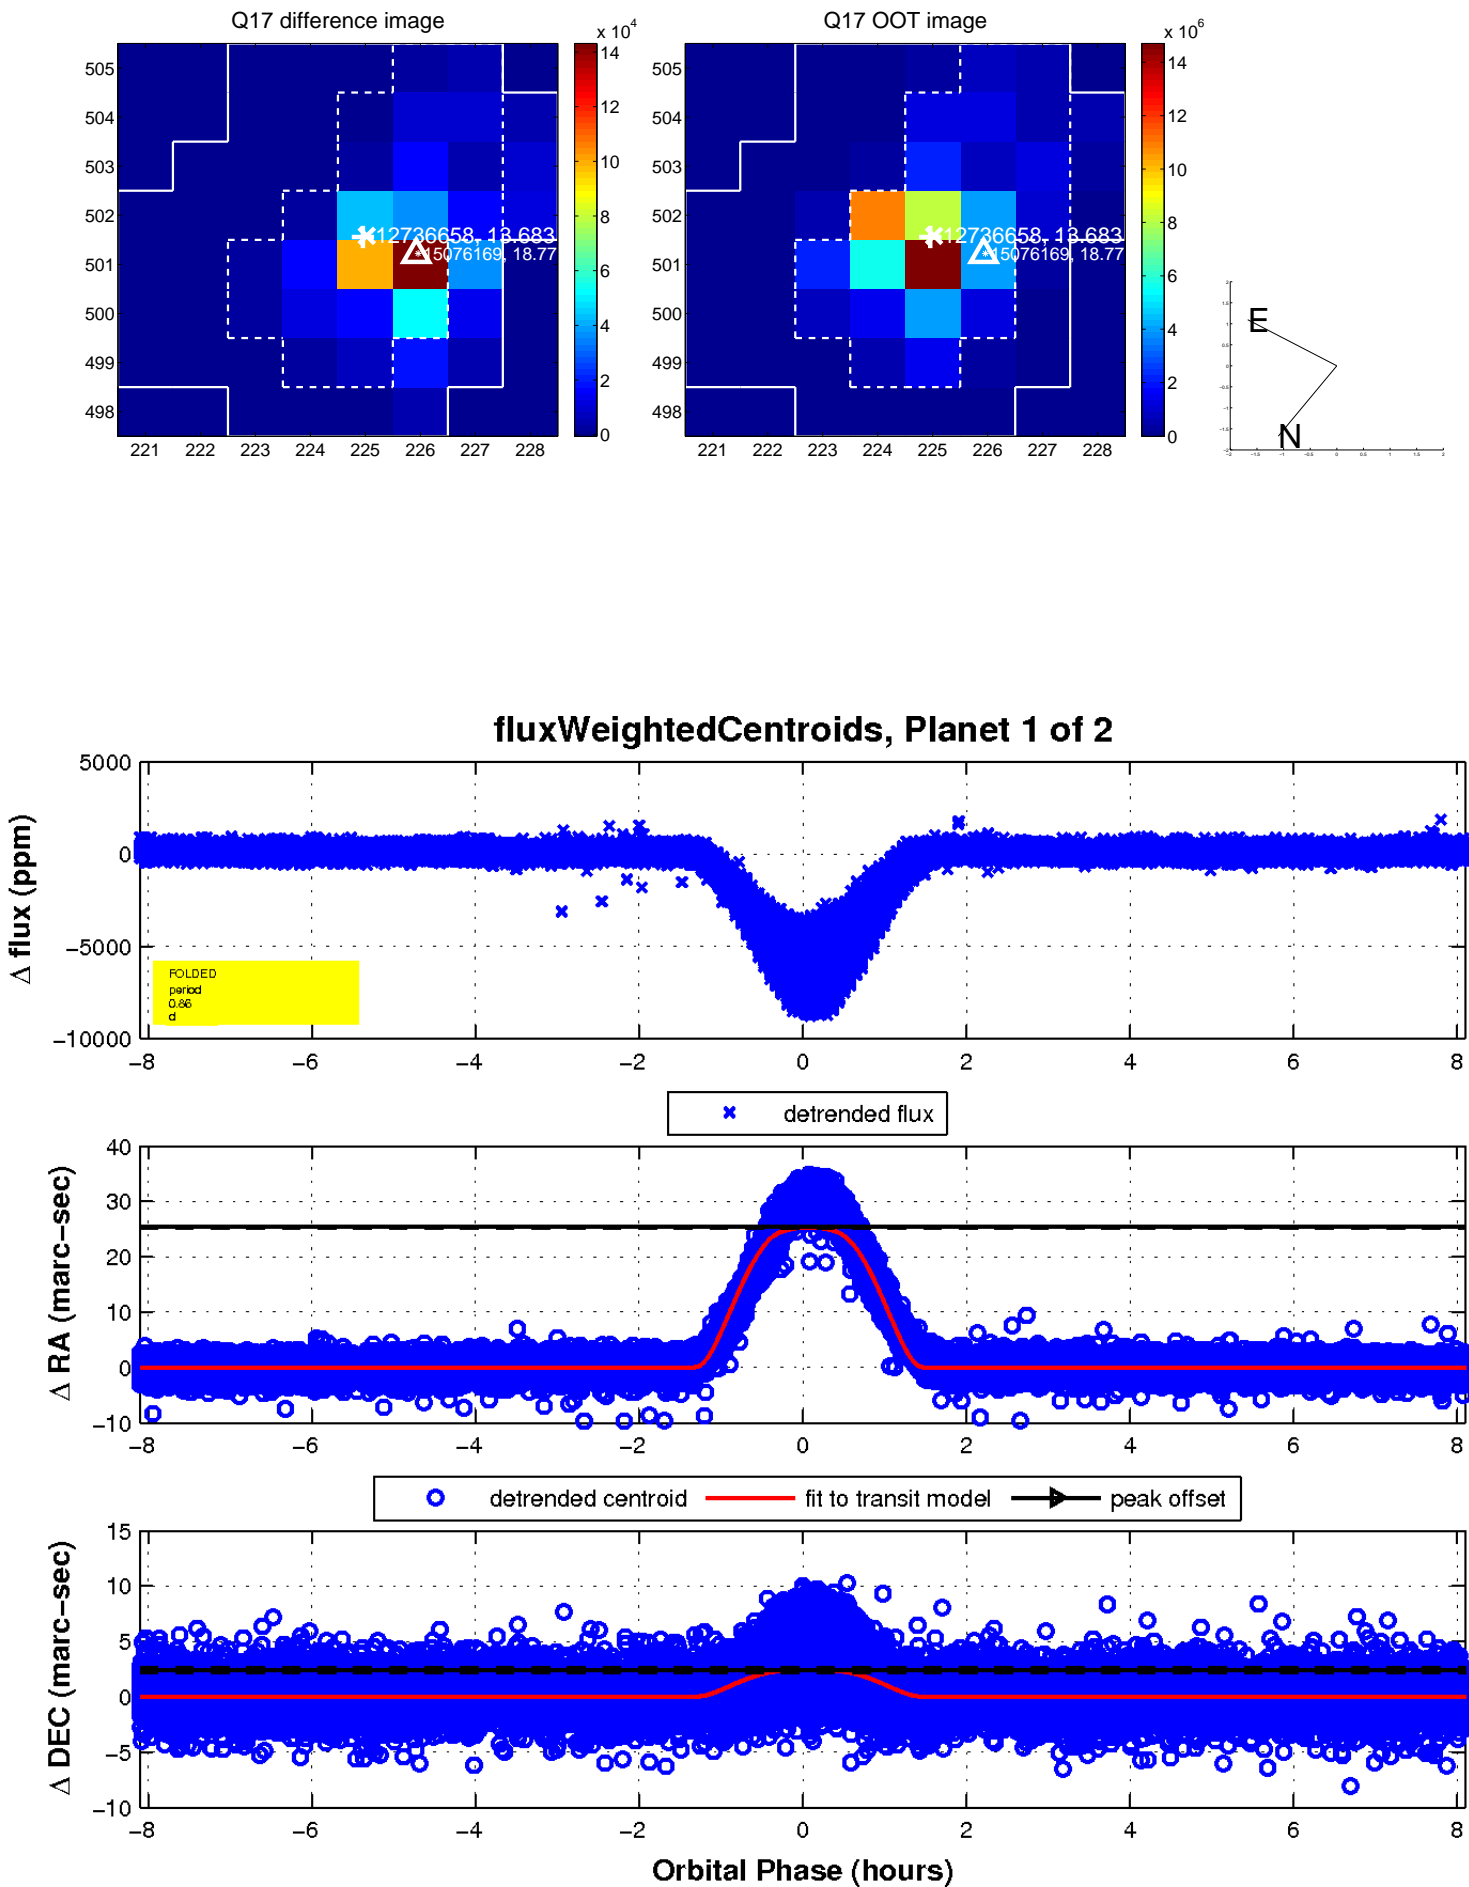 Q17 difference image
x 10⁴
505
504
503
502
501
500
499
498
221 222 223 224 225 226 227 228
14
12
10
8
6
4
2
0
12736658, 13.683
15076169, 18.77
Q17 OOT image
x 10⁶
505
504
503
502
501
500
499
498
221 222 223 224 225 226 227 228
14
12
10
8
6
4
2
0
12736658, 13.683
15076169, 18.77
E
N
fluxWeightedCentroids, Planet 1 of 2
Δ flux (ppm)
5000
0
−5000
−10000
FOLDED
period
0.86
d
−8 −6 −4 −2 0 2 4 6 8
detrended flux
Δ RA (marc−sec)
40
30
20
10
0
−10
−8 −6 −4 −2 0 2 4 6 8
detrended centroid fit to transit model peak offset
Δ DEC (marc−sec)
15
10
5
0
−5
−10
−8 −6 −4 −2 0 2 4 6 8
Orbital Phase (hours)